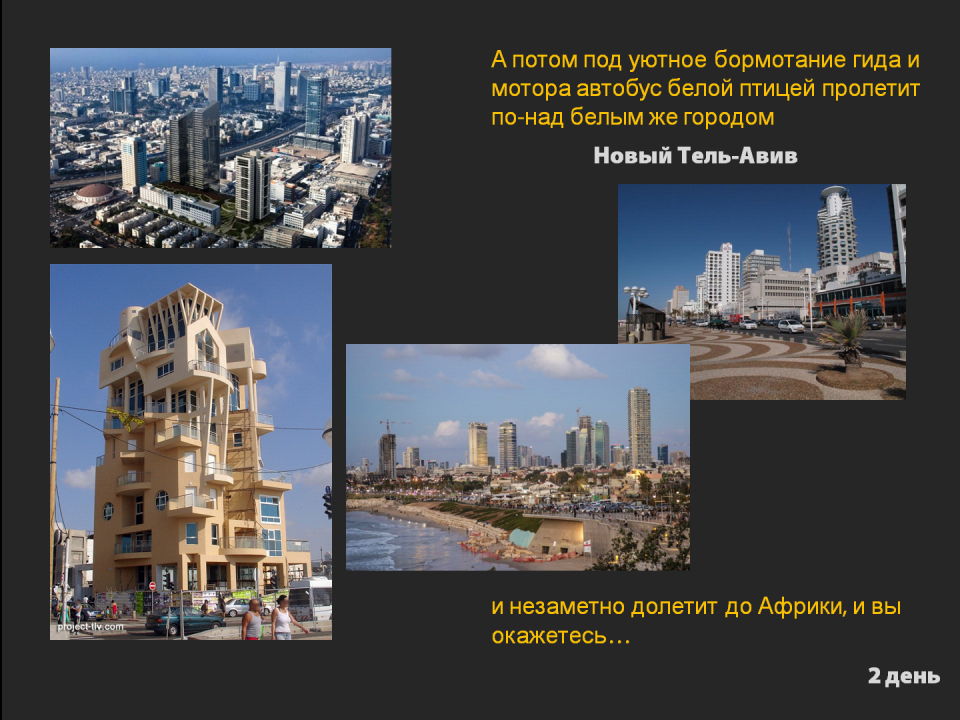 А потом под уютное бормотание гида и
мотора автобус белой птицей пролетит
по-над белым же городом
Новый Тель-Авив
project-tlv.com
и незаметно долетит до Африки, и вы
окажетесь...
2 день